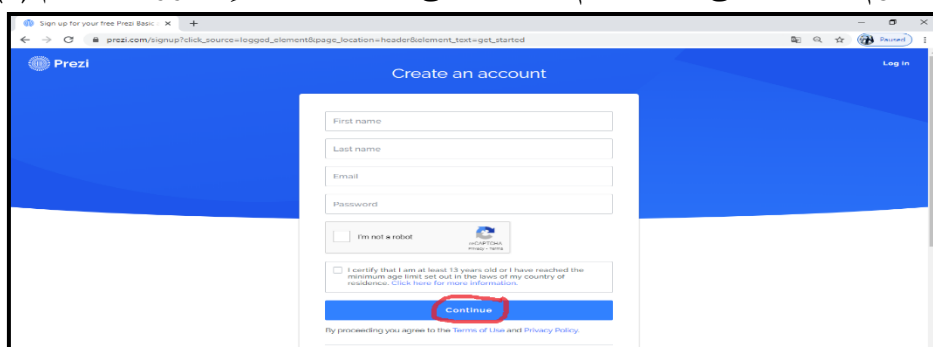 Sign up for your free Prezi Basic
prezi.com/signup?click_source=logged_element&page_location=header&element_text=get_started
Paused
Prezi
Log in
Create an account
First name
Last name
Email
Password
I'm not a robot
reCAPTCHA
Privacy - Terms
I certify that I am at least 13 years old or I have reached the
minimum age limit set out in the laws of my country of
residence. Click here for more information.
Continue
By proceeding you agree to the Terms of Use and Privacy Policy.